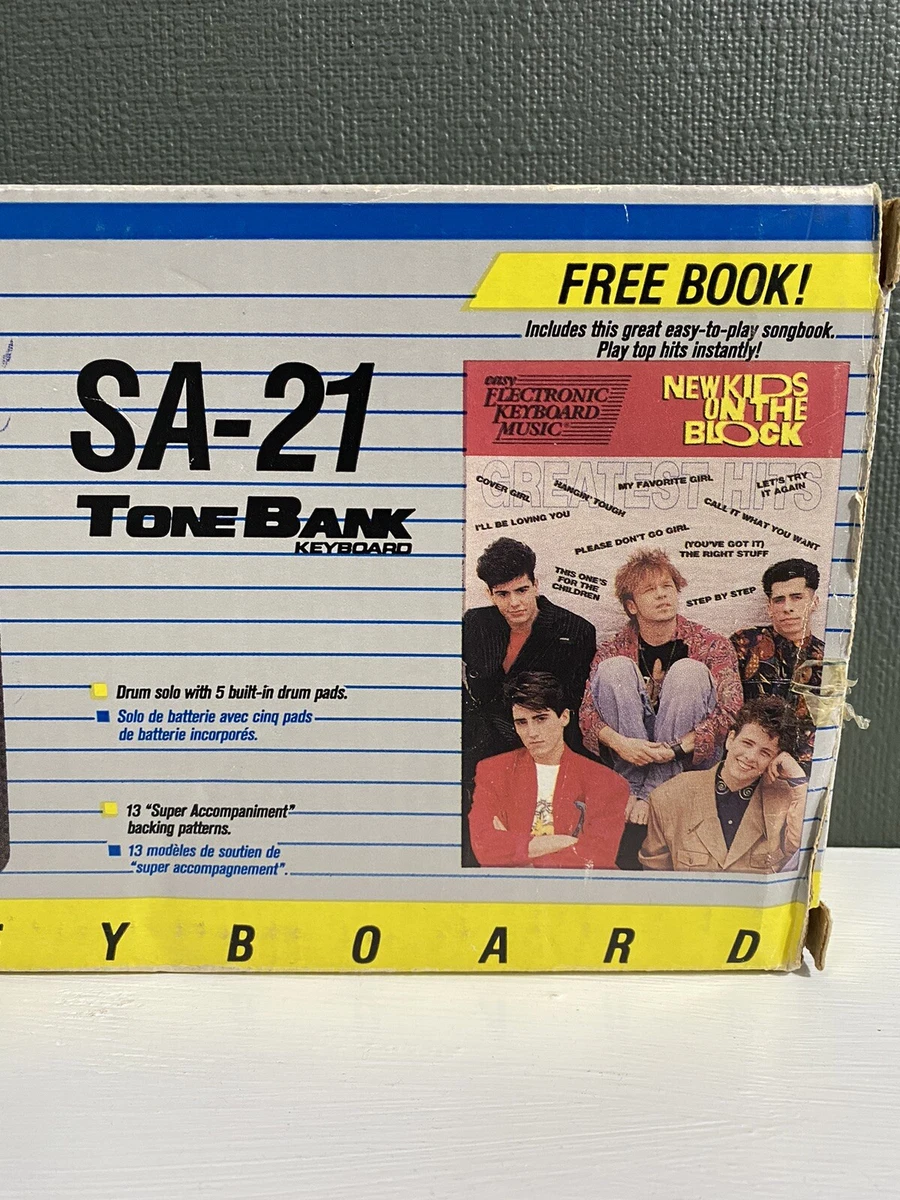 FREE BOOK!
Includes this great easy-to-play songbook.
Play top hits instantly!
SA-21
TONE BANK
KEYBOARD
easy
ELECTRONIC
KEYBOARD
MUSIC®
NEW KIDS
ON THE
BLOCK
GREATEST HITS
COVER GIRL
HANGIN' TOUGH
MY FAVORITE GIRL
LET'S TRY
IT AGAIN
I'LL BE LOVING YOU
CALL IT WHAT YOU WANT
PLEASE DON'T GO GIRL
(YOU'VE GOT IT)
THE RIGHT STUFF
THIS ONE'S
FOR THE
CHILDREN
STEP BY STEP
Drum solo with 5 built-in drum pads.
Solo de batterie avec cinq pads
de batterie incorporés.
13 "Super Accompaniment"
backing patterns.
13 modèles de soutien de
"super accompagnement".
Y B O A R D